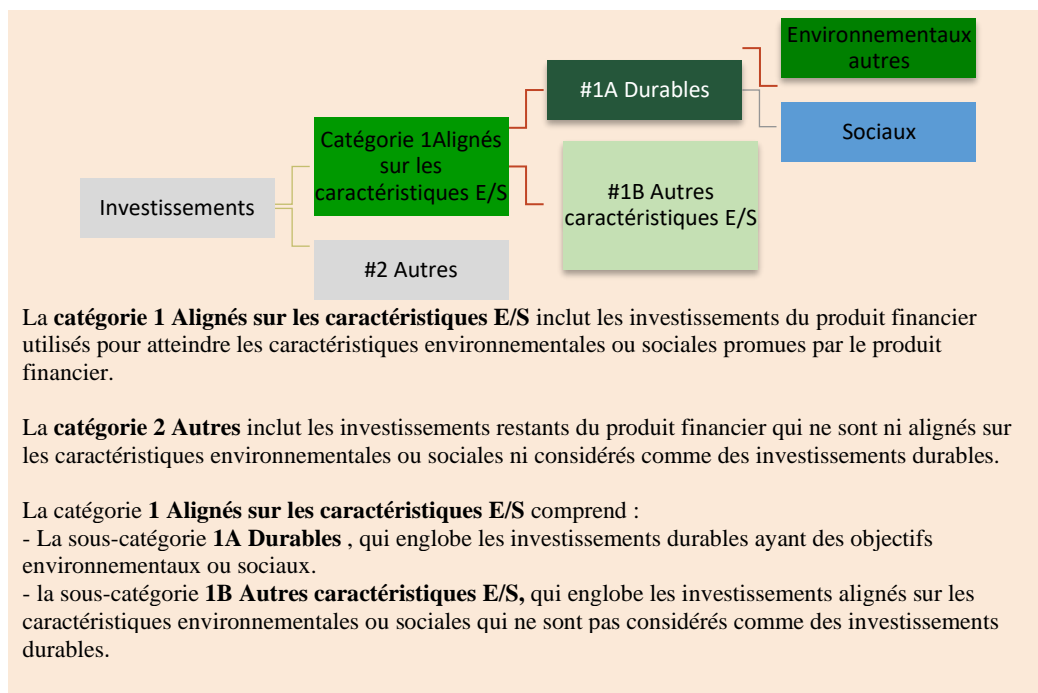 Environnementaux
autres
#1A Durables
Sociaux
Catégorie 1Alignés
sur les
caractéristiques E/S
#1B Autres
caractéristiques E/S
Investissements
#2 Autres
La catégorie 1 Alignés sur les caractéristiques E/S inclut les investissements du produit financier
utilisés pour atteindre les caractéristiques environnementales ou sociales promues par le produit
financier.
La catégorie 2 Autres inclut les investissements restants du produit financier qui ne sont ni alignés sur
les caractéristiques environnementales ou sociales ni considérés comme des investissements durables.
La catégorie 1 Alignés sur les caractéristiques E/S comprend :
- La sous-catégorie 1A Durables , qui englobe les investissements durables ayant des objectifs
environnementaux ou sociaux.
- la sous-catégorie 1B Autres caractéristiques E/S, qui englobe les investissements alignés sur les
caractéristiques environnementales ou sociales qui ne sont pas considérés comme des investissements
durables.